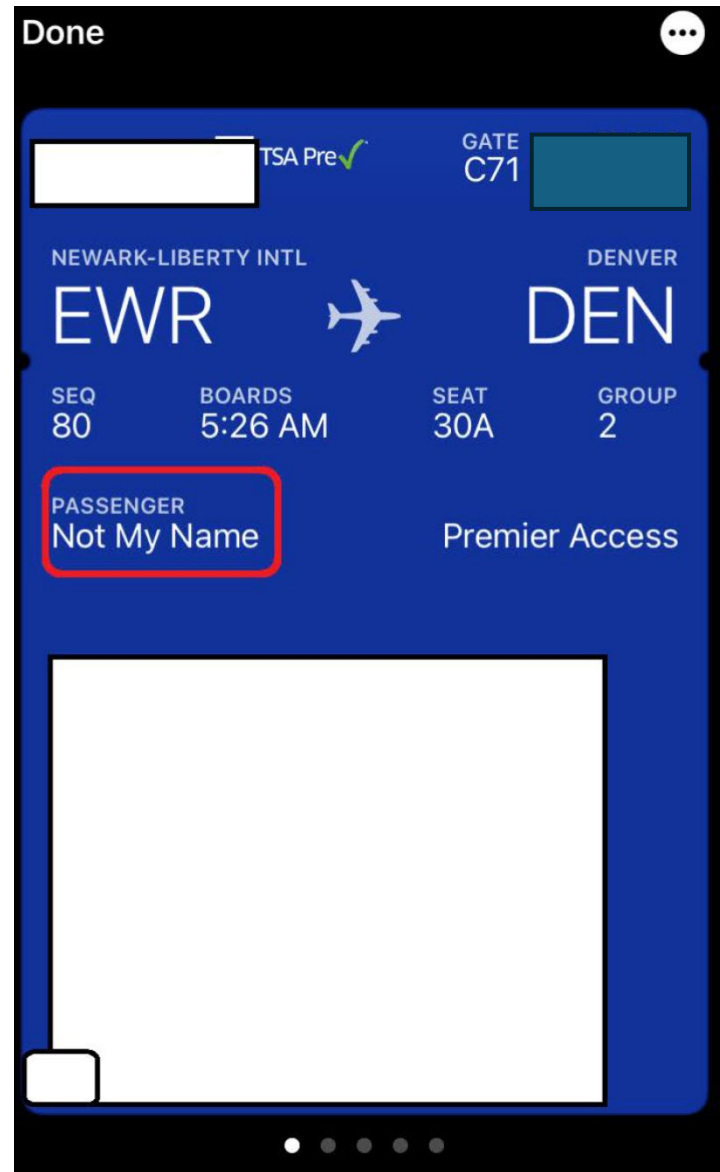 Done
TSA Pre✓
GATE
C71
NEWARK-LIBERTY INTL
DENVER
EWR
DEN
SEQ
BOARDS
SEAT
GROUP
80
5:26 AM
30A
2
PASSENGER
Not My Name
Premier Access